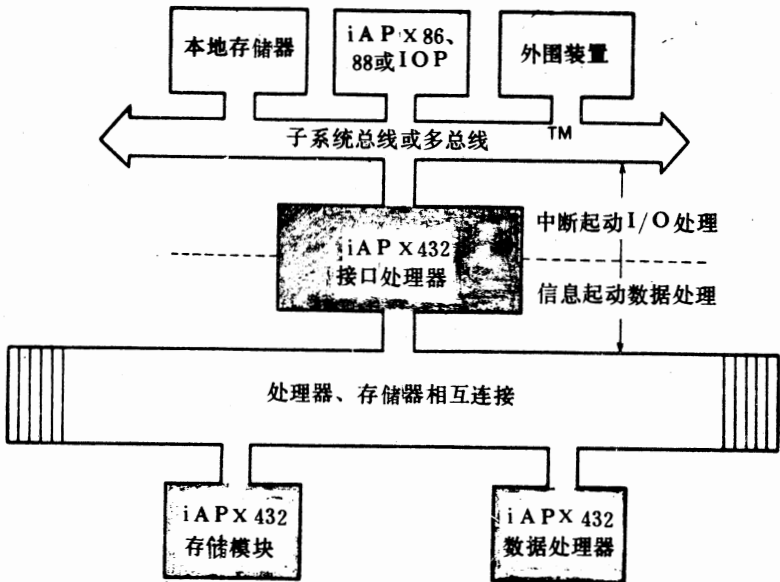 本地存储器
iAPX86、
88或IOP
外围装置
子系统总线或多总线™
中断起动I/O处理
iAPX432
接口处理器
信息起动数据处理
处理器、存储器相互连接
iAPX432
存储模块
iAPX432
数据处理器